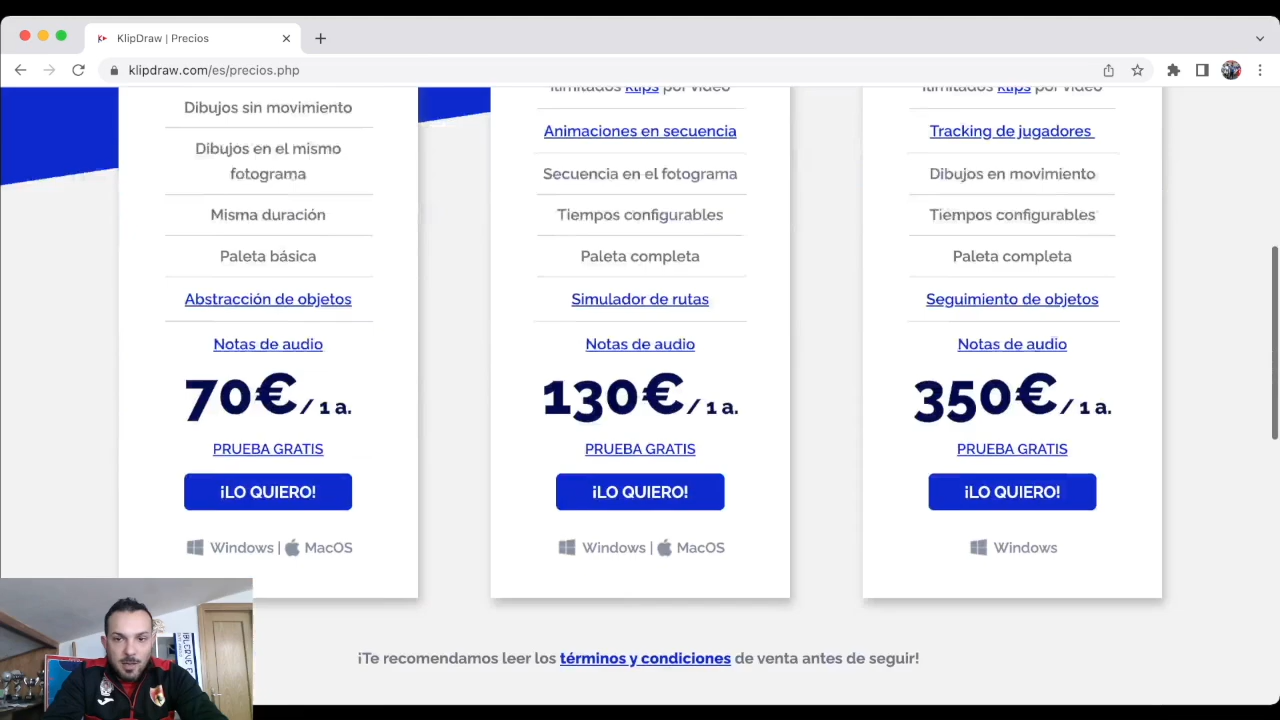 KlipDraw | Precios
klipdraw.com/es/precios.php
Dibujos sin movimiento
Dibujos en el mismo
fotograma
Misma duración
Paleta básica
Abstracción de objetos
Notas de audio
70€/ 1 a.
PRUEBA GRATIS
¡LO QUIERO!
Windows | MacOS
ilimitados klips por vídeo
Animaciones en secuencia
Secuencia en el fotograma
Tiempos configurables
Paleta completa
Simulador de rutas
Notas de audio
130€/ 1 a.
PRUEBA GRATIS
¡LO QUIERO!
Windows | MacOS
ilimitados klips por vídeo
Tracking de jugadores
Dibujos en movimiento
Tiempos configurables
Paleta completa
Seguimiento de objetos
Notas de audio
350€/ 1 a.
PRUEBA GRATIS
¡LO QUIERO!
Windows
¡Te recomendamos leer los términos y condiciones de venta antes de seguir!